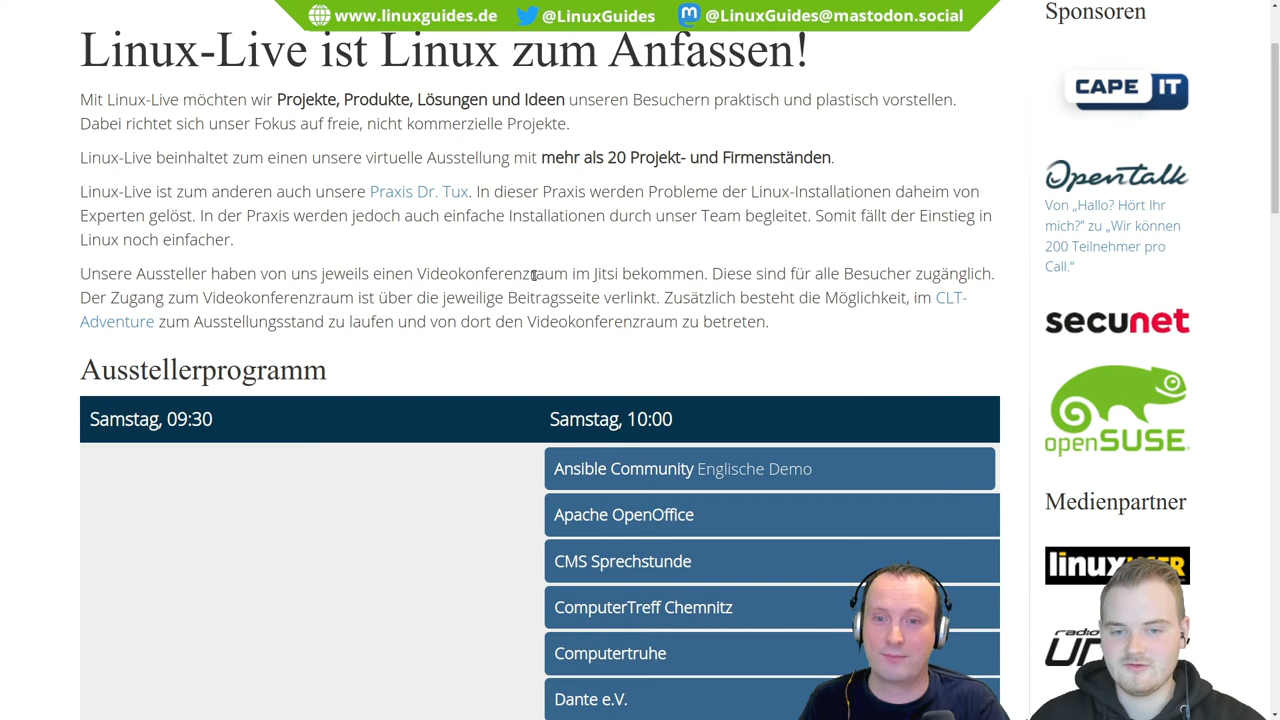 www.linuxguides.de @LinuxGuides @LinuxGuides@mastodon.social
Linux-Live ist Linux zum Anfassen!
Mit Linux-Live möchten wir Projekte, Produkte, Lösungen und Ideen unseren Besuchern praktisch und plastisch vorstellen.
Dabei richtet sich unser Fokus auf freie, nicht kommerzielle Projekte.
Linux-Live beinhaltet zum einen unsere virtuelle Ausstellung mit mehr als 20 Projekt- und Firmenständen.
Linux-Live ist zum anderen auch unsere Praxis Dr. Tux. In dieser Praxis werden Probleme der Linux-Installationen daheim von
Experten gelöst. In der Praxis werden jedoch auch einfache Installationen durch unser Team begleitet. Somit fällt der Einstieg in
Linux noch einfacher.
Unsere Aussteller haben von uns jeweils einen Videokonferenzraum im Jitsi bekommen. Diese sind für alle Besucher zugänglich.
Der Zugang zum Videokonferenzraum ist über die jeweilige Beitragsseite verlinkt. Zusätzlich besteht die Möglichkeit, im CLT-
Adventure zum Ausstellungsstand zu laufen und von dort den Videokonferenzraum zu betreten.
Ausstellerprogramm
Samstag, 09:30
Samstag, 10:00
Ansible Community Englische Demo
Apache OpenOffice
CMS Sprechstunde
ComputerTreff Chemnitz
Computertruhe
Dante e.V.
Sponsoren
CAPE IT
Opentalk
Von „Hallo? Hört Ihr
mich?“ zu „Wir können
200 Teilnehmer pro
Call.“
secunet
openSUSE
Medienpartner
linux
radio